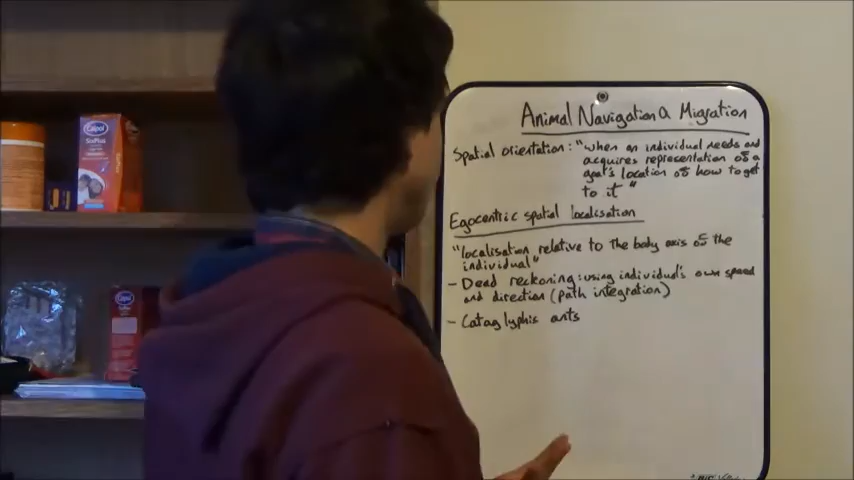 Animal Navigation & Migration
Spatial orientation: "when an individual needs and
acquires representation of a
goal's location of how to get
to it"
Egocentric spatial localisation
"localisation relative to the body axis of the
individual"
- Dead reckoning: using individual's own speed
and direction (path integration)
- Cataglyphis ants
Calpol
SixPlus
Calpol